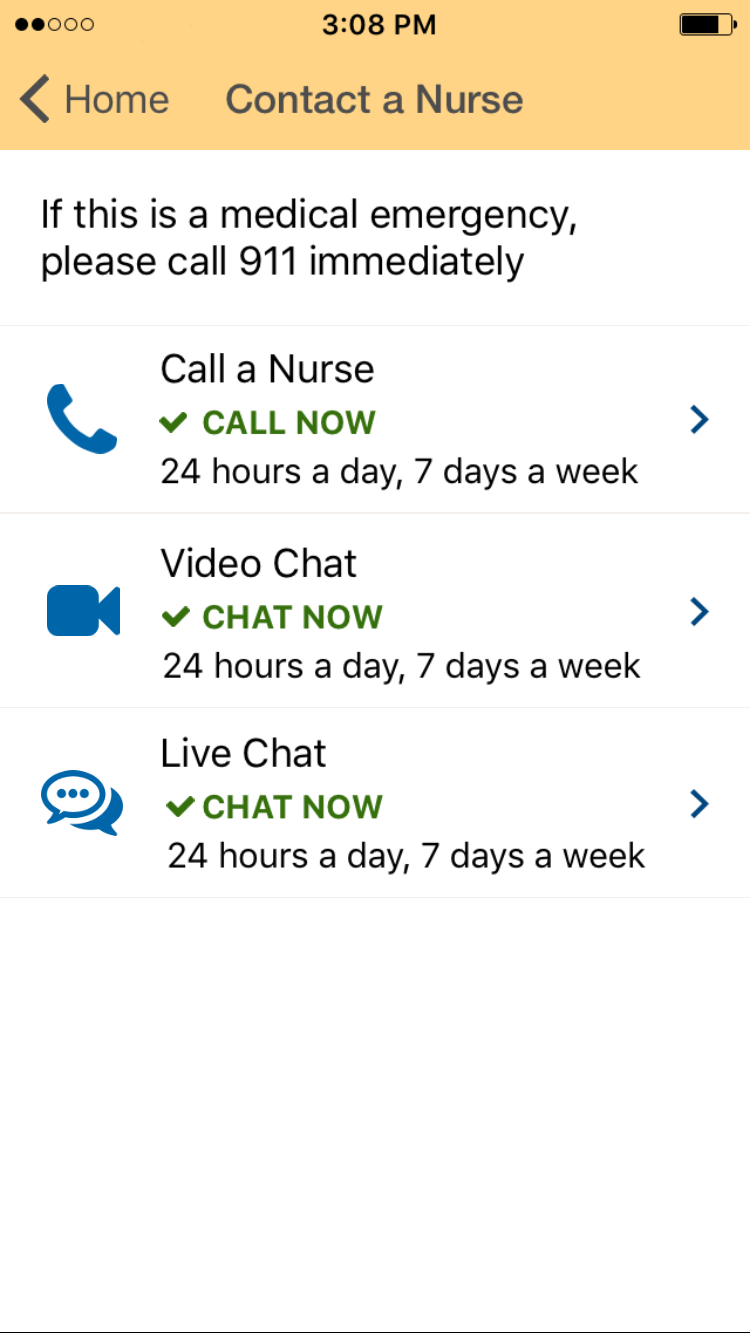 3:08 PM
Home Contact a Nurse
If this is a medical emergency,
please call 911 immediately
Call a Nurse
CALL NOW
24 hours a day, 7 days a week
Video Chat
CHAT NOW
24 hours a day, 7 days a week
Live Chat
CHAT NOW
24 hours a day, 7 days a week